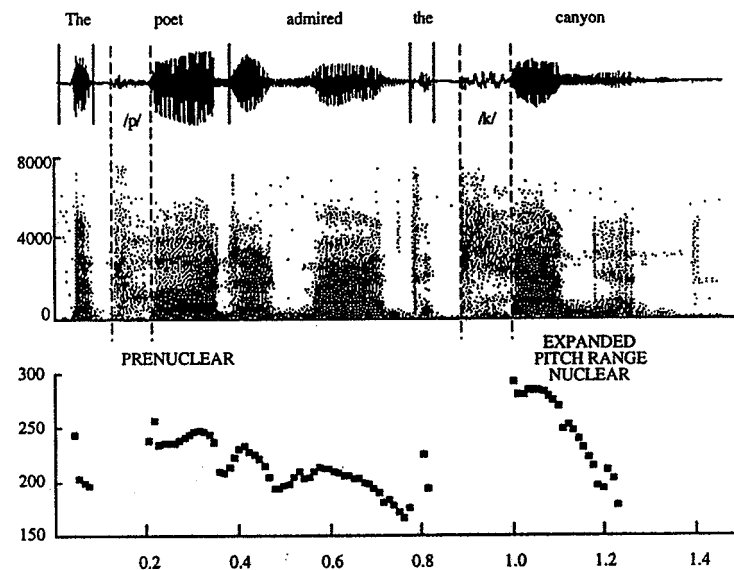 The poet admired the canyon
/p/ /k/
8000
4000
0
PRENUCLEAR
EXPANDED
PITCH RANGE
NUCLEAR
300
250
200
150
0.2 0.4 0.6 0.8 1.0 1.2 1.4